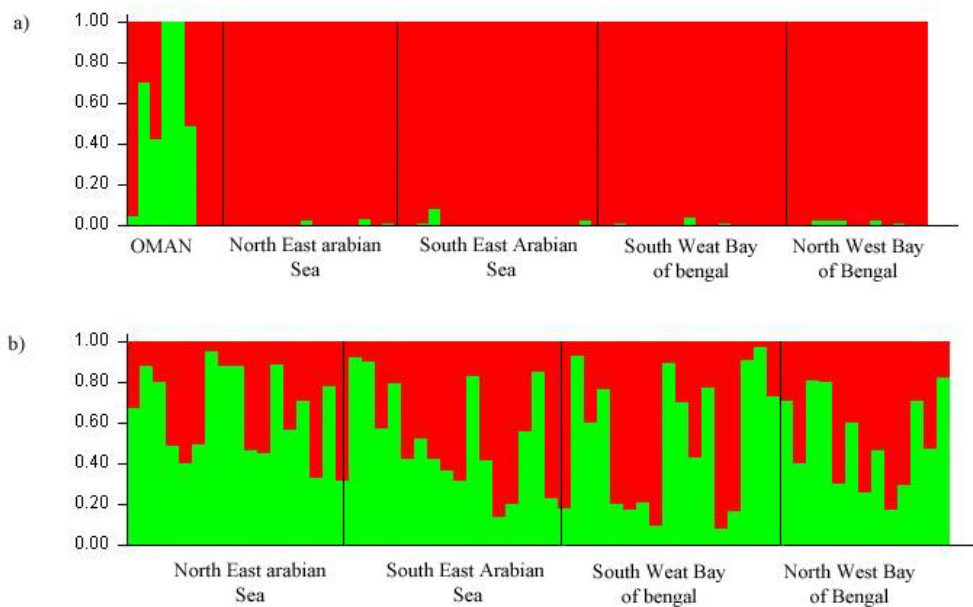 a)
1.00
0.80
0.60
0.40
0.20
0.00
OMAN
North East arabian
Sea
South East Arabian
Sea
South Weat Bay
of bengal
North West Bay
of Bengal
b)
1.00
0.80
0.60
0.40
0.20
0.00
North East arabian
Sea
South East Arabian
Sea
South Weat Bay
of bengal
North West Bay
of Bengal